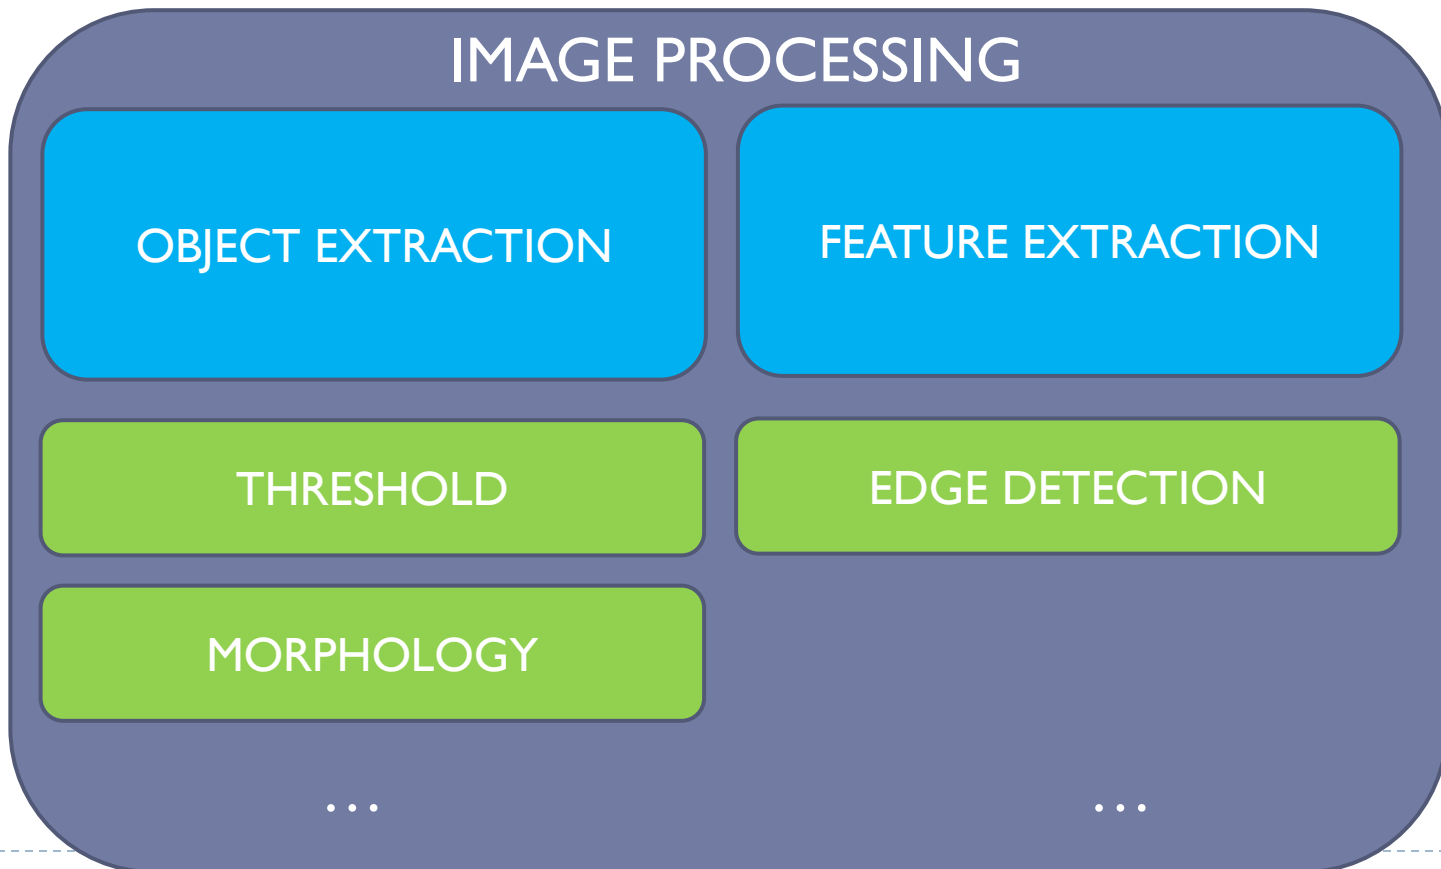 IMAGE PROCESSING
OBJECT EXTRACTION
FEATURE EXTRACTION
THRESHOLD
EDGE DETECTION
MORPHOLOGY
...
...